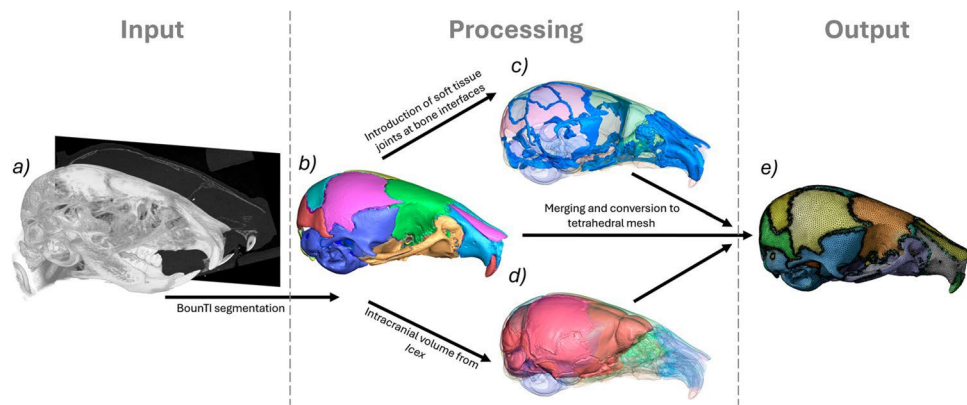 Input
Processing
Output
a)
BounTI segmentation
b)
Introduction of soft tissue
joints at bone interfaces
c)
Merging and conversion to
tetrahedral mesh
Intracranial volume from
Icex
d)
e)